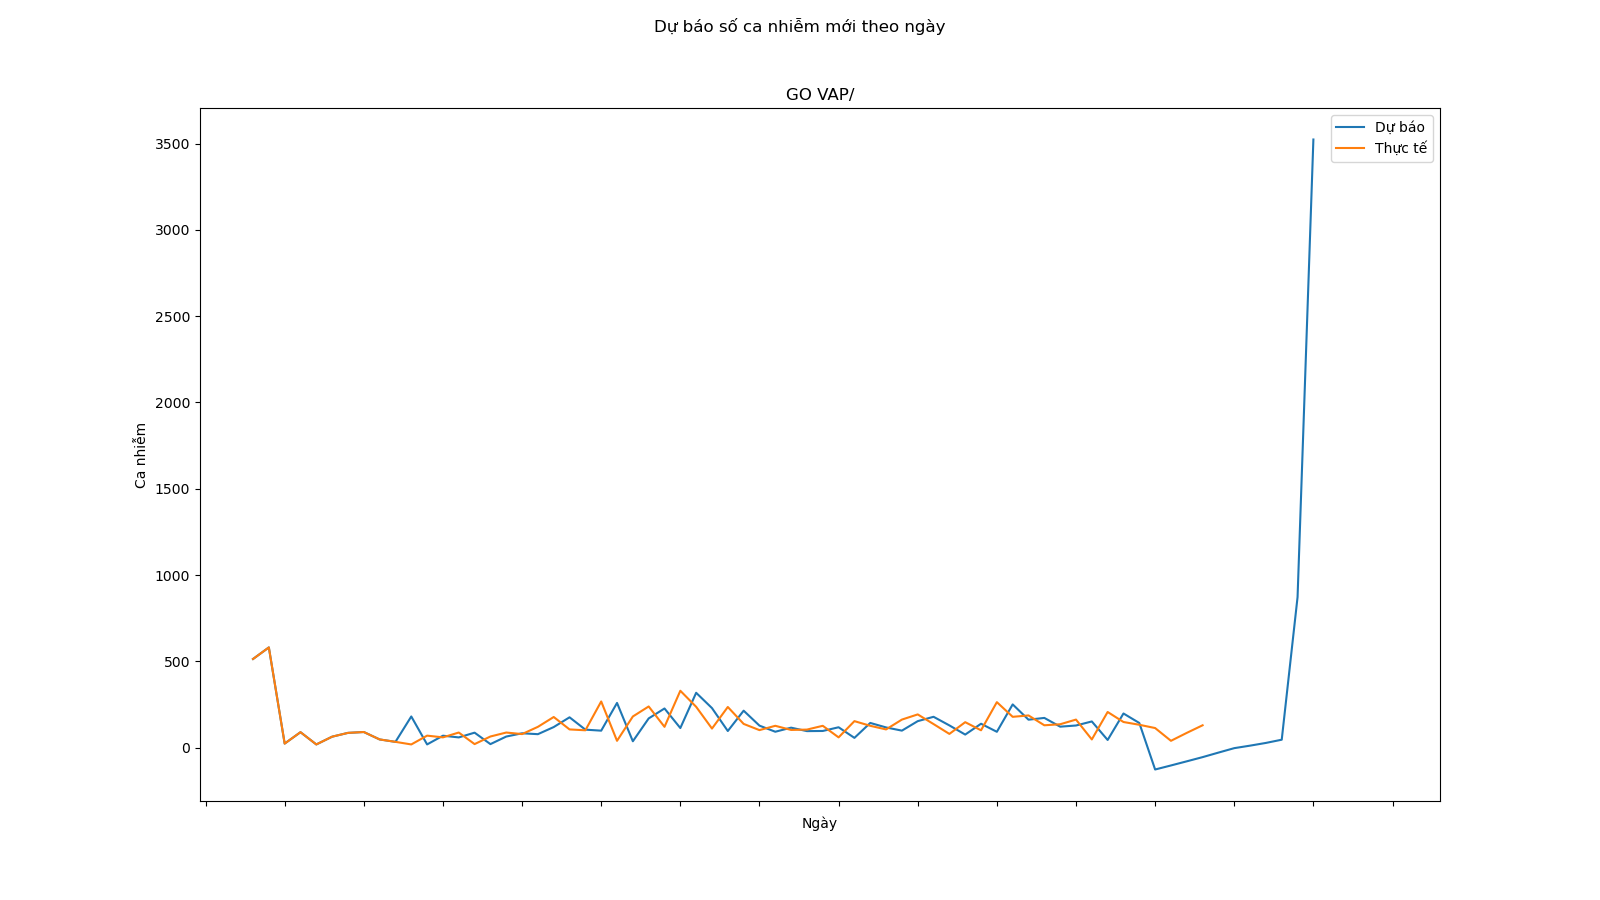 Dự báo số ca nhiễm mới theo ngày
GO VAP/
Dự báo
Thực tế
3500
3000
2500
2000
1500
1000
500
0
Ca nhiễm
Ngày